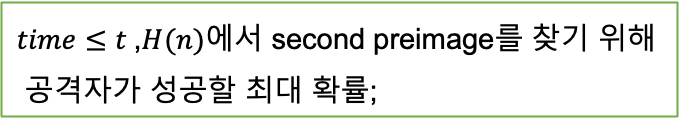 𝑡𝑖𝑚𝑒 ≤ 𝑡 ,𝐻(𝑛)에서 second preimage를 찾기 위해
공격자가 성공할 최대 확률;